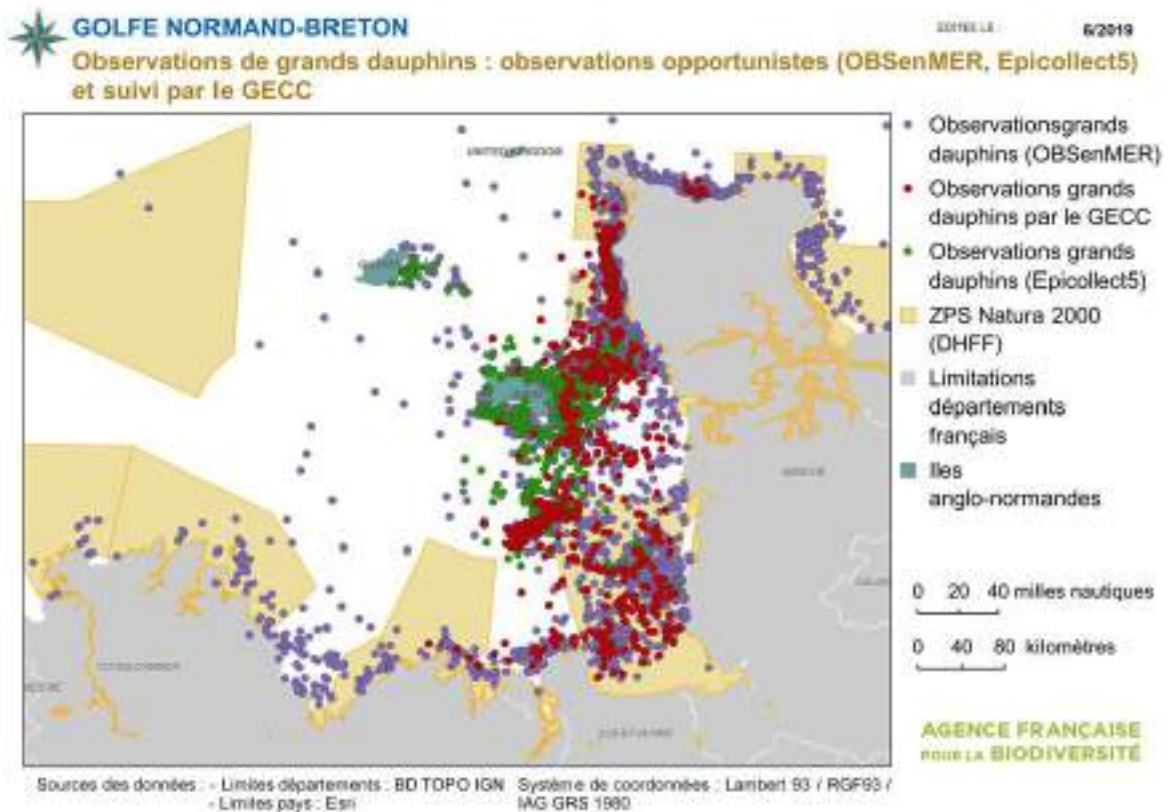 GOLFE NORMAND-BRETON
6/2019
Observations de grands dauphins : observations opportunistes (OBSenMER, Epicollect5)
et suivi par le GECC
Observationsgrands
dauphins (OBSenMER)
Observations grands
dauphins par le GECC
Observations grands
dauphins (Epicollect5)
ZPS Natura 2000
(DHFF)
Limitations
départements
français
Iles
anglo-normandes
0 20 40 milles nautiques
0 40 80 kilomètres
AGENCE FRANÇAISE
POUR LA BIODIVERSITÉ
Sources des données : - Limites départements : BD TOPO IGN Système de coordonnées : Lambert 93 / RGF93 /
- Limites pays : Esri IAG GRS 1980